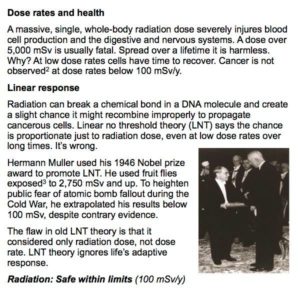 Dose rates and health
A massive, single, whole-body radiation dose severely injures blood
cell production and the digestive and nervous systems. A dose over
5,000 mSv is usually fatal. Spread over a lifetime it is harmless.
Why? At low dose rates cells have time to recover. Cancer is not
observed² at dose rates below 100 mSv/y.
Linear response
Radiation can break a chemical bond in a DNA molecule and create
a slight chance it might recombine improperly to propagate
cancerous cells. Linear no threshold theory (LNT) says the chance
is proportionate just to radiation dose, even at low dose rates over
long times. It's wrong.
Hermann Muller used his 1946 Nobel prize
award to promote LNT. He used fruit flies
exposed³ to 2,750 mSv and up. To heighten
public fear of atomic bomb fallout during the
Cold War, he extrapolated his results below
100 mSv, despite contrary evidence.
The flaw in old LNT theory is that it
considered only radiation dose, not dose
rate. LNT theory ignores life's adaptive
response.
Radiation: Safe within limits (100 mSv/y)